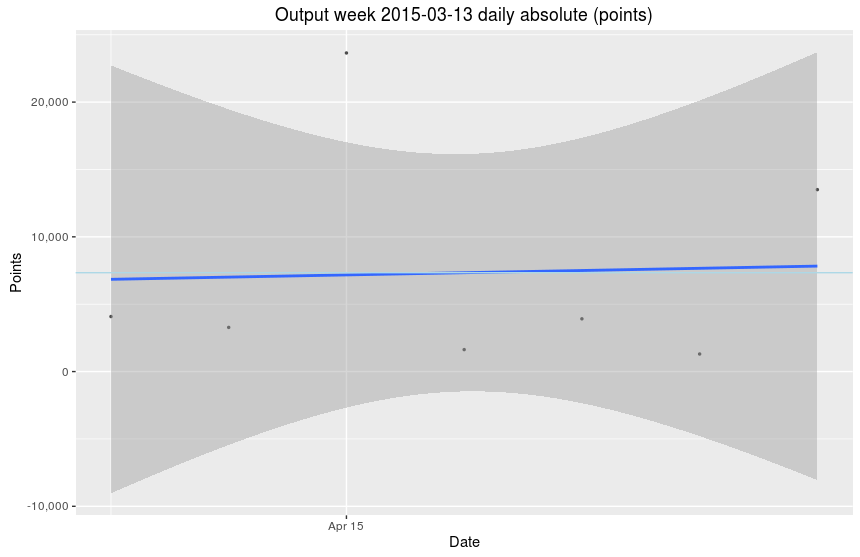 Output week 2015-03-13 daily absolute (points)
Points
20,000
10,000
0
-10,000
Apr 15
Date